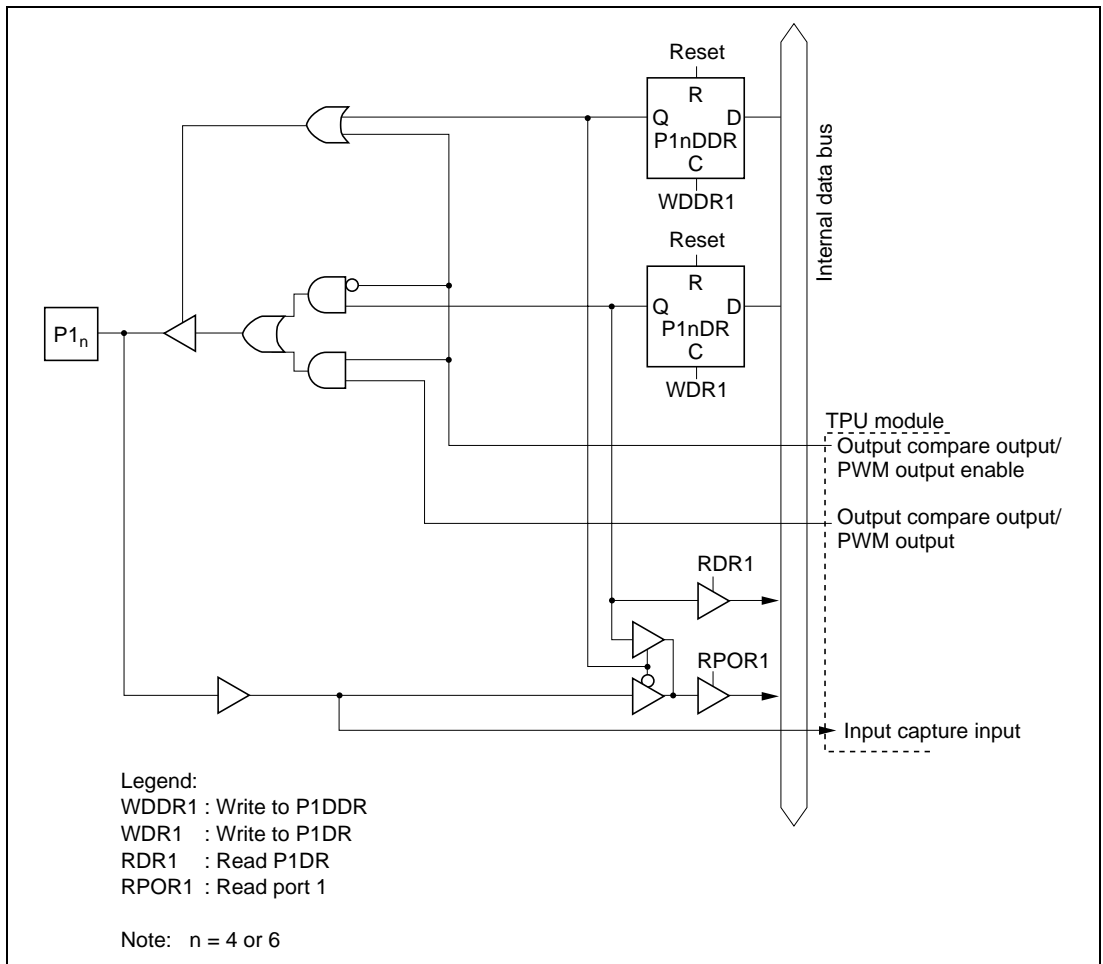 Reset
R
Q D
P1nDDR
C
WDDR1
Reset
R
Q D
P1nDR
C
WDR1
Internal data bus
P1n
TPU module
Output compare output/
PWM output enable
Output compare output/
PWM output
RDR1
RPOR1
Input capture input
Legend:
WDDR1 : Write to P1DDR
WDR1 : Write to P1DR
RDR1 : Read P1DR
RPOR1 : Read port 1
Note: n = 4 or 6